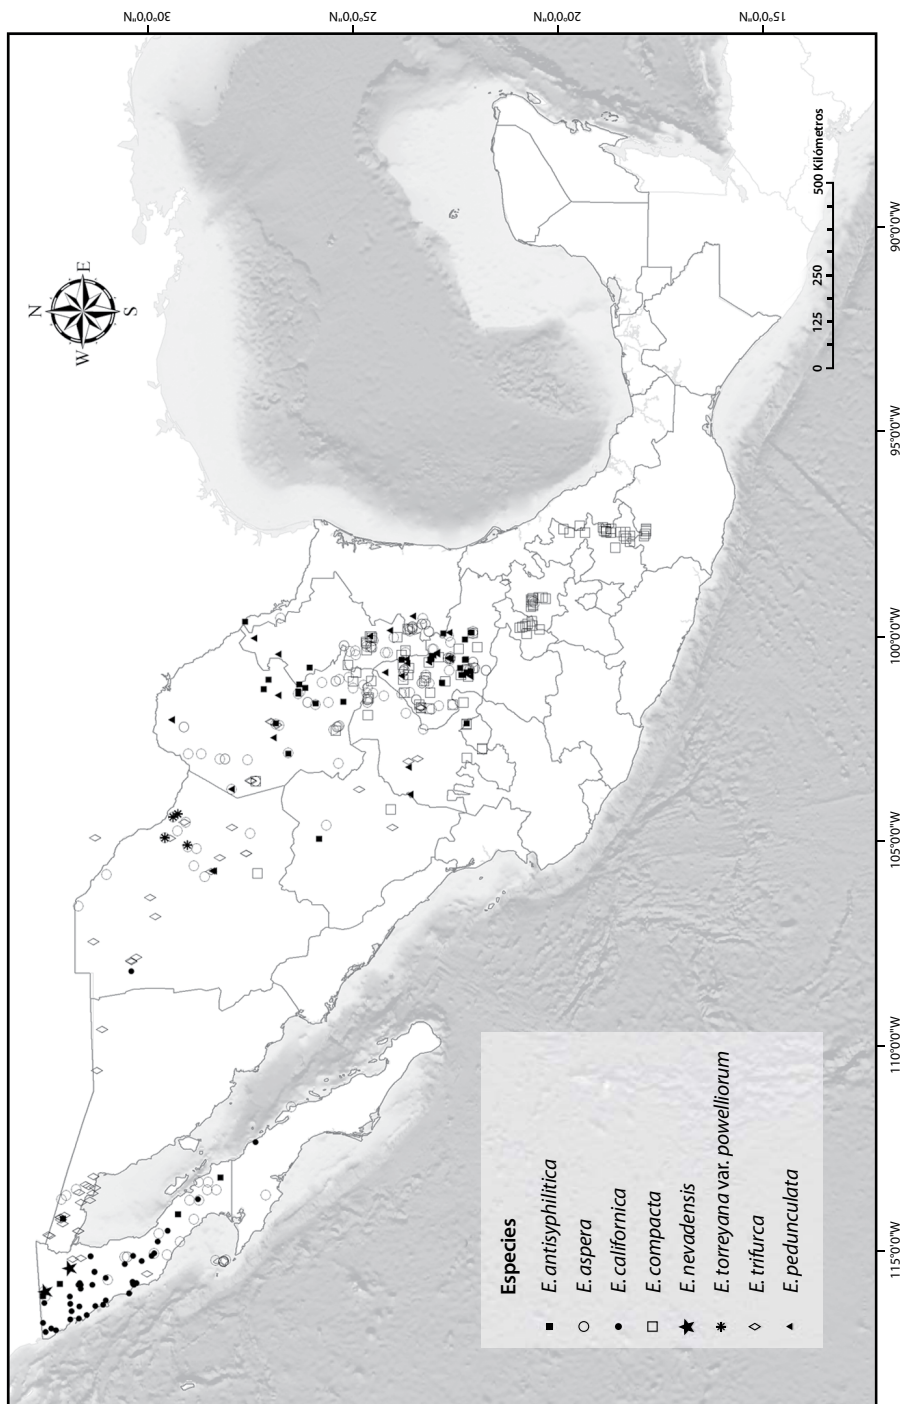 30°0'0"N
25°0'0"N
20°0'0"N
15°0'0"N
N
W
E
S
Especies
E. antisyphilitica
E. aspera
E. californica
E. compacta
E. nevadensis
E. torreyana var. powelliorum
E. trifurca
E. pedunculata
0 125 250 500 Kilómetros
115°0'0"W
110°0'0"W
105°0'0"W
100°0'0"W
95°0'0"W
90°0'0"W